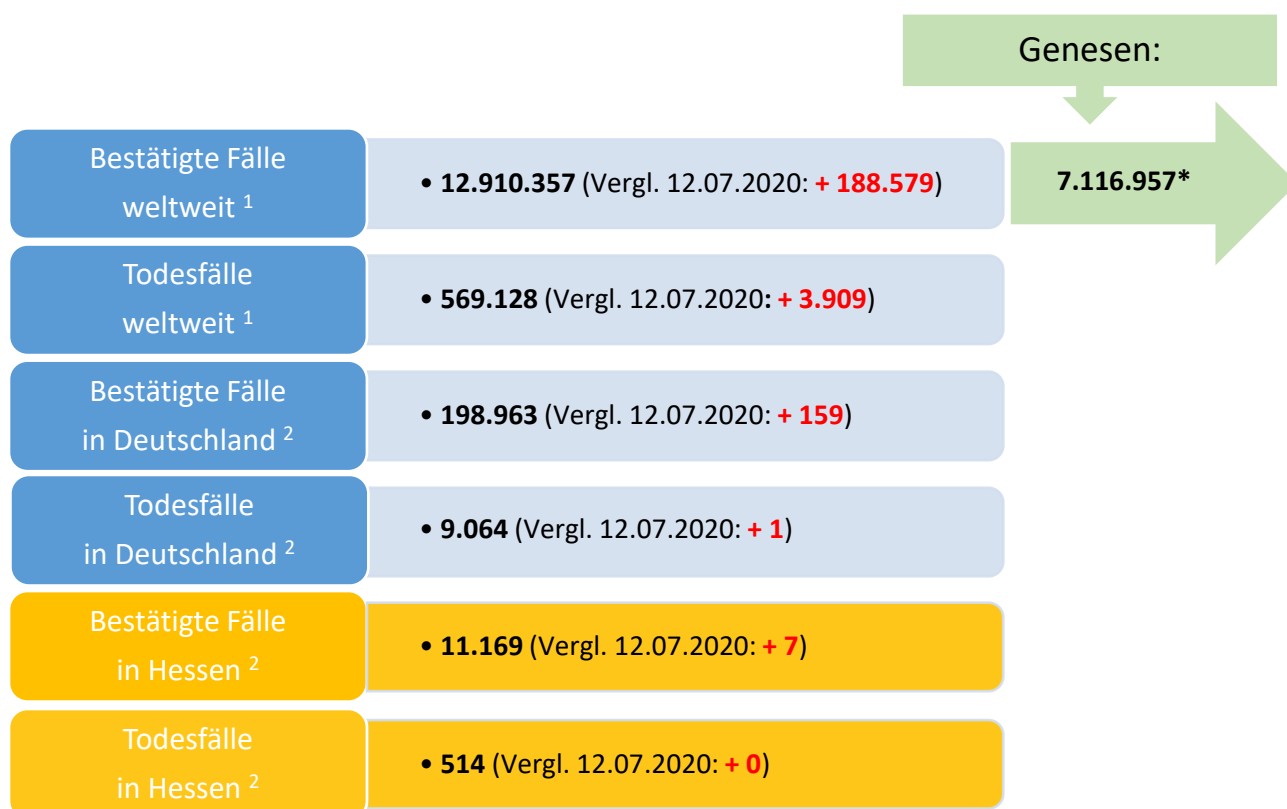 Genesen:
Bestätigte Fälle
weltweit ¹
• 12.910.357 (Vergl. 12.07.2020: + 188.579)
7.116.957*
Todesfälle
weltweit ¹
• 569.128 (Vergl. 12.07.2020: + 3.909)
Bestätigte Fälle
in Deutschland ²
• 198.963 (Vergl. 12.07.2020: + 159)
Todesfälle
in Deutschland ²
• 9.064 (Vergl. 12.07.2020: + 1)
Bestätigte Fälle
in Hessen ²
• 11.169 (Vergl. 12.07.2020: + 7)
Todesfälle
in Hessen ²
• 514 (Vergl. 12.07.2020: + 0)